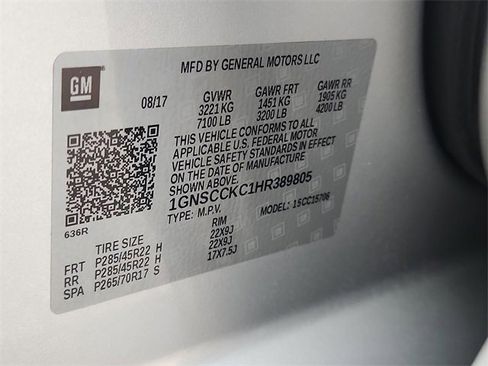 MFD BY GENERAL MOTORS LLC
GM
08/17 GVWR GAWR FRT GAWR RR
3221 KG 1451 KG 1905 KG
7100 LB 3200 LB 4200 LB
THIS VEHICLE CONFORMS TO ALL
APPLICABLE U.S. FEDERAL MOTOR
VEHICLE SAFETY AND BUMPER
STANDARDS IN EFFECT ON THE DATE OF
MANUFACTURE SHOWN ABOVE.
1GNSCCKC1HR389805
TYPE: M.P.V. MODEL: 15CC15706
636R
TIRE SIZE RIM
FRT P285/45R22 H 22X9J
RR P285/45R22 H 22X9J
SPA P265/70R17 S 17X7.5J